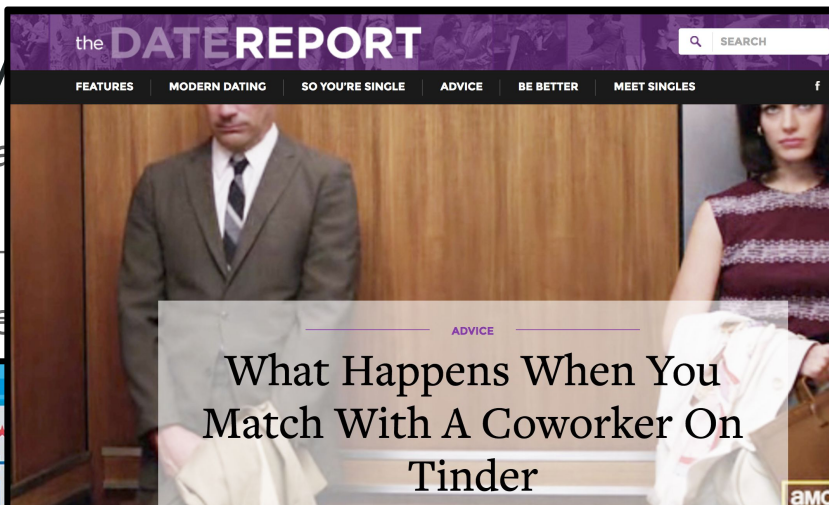 the DATEREPORT
SEARCH
FEATURES MODERN DATING SO YOU'RE SINGLE ADVICE BE BETTER MEET SINGLES f
ADVICE
What Happens When You
Match With A Coworker On
Tinder
amc